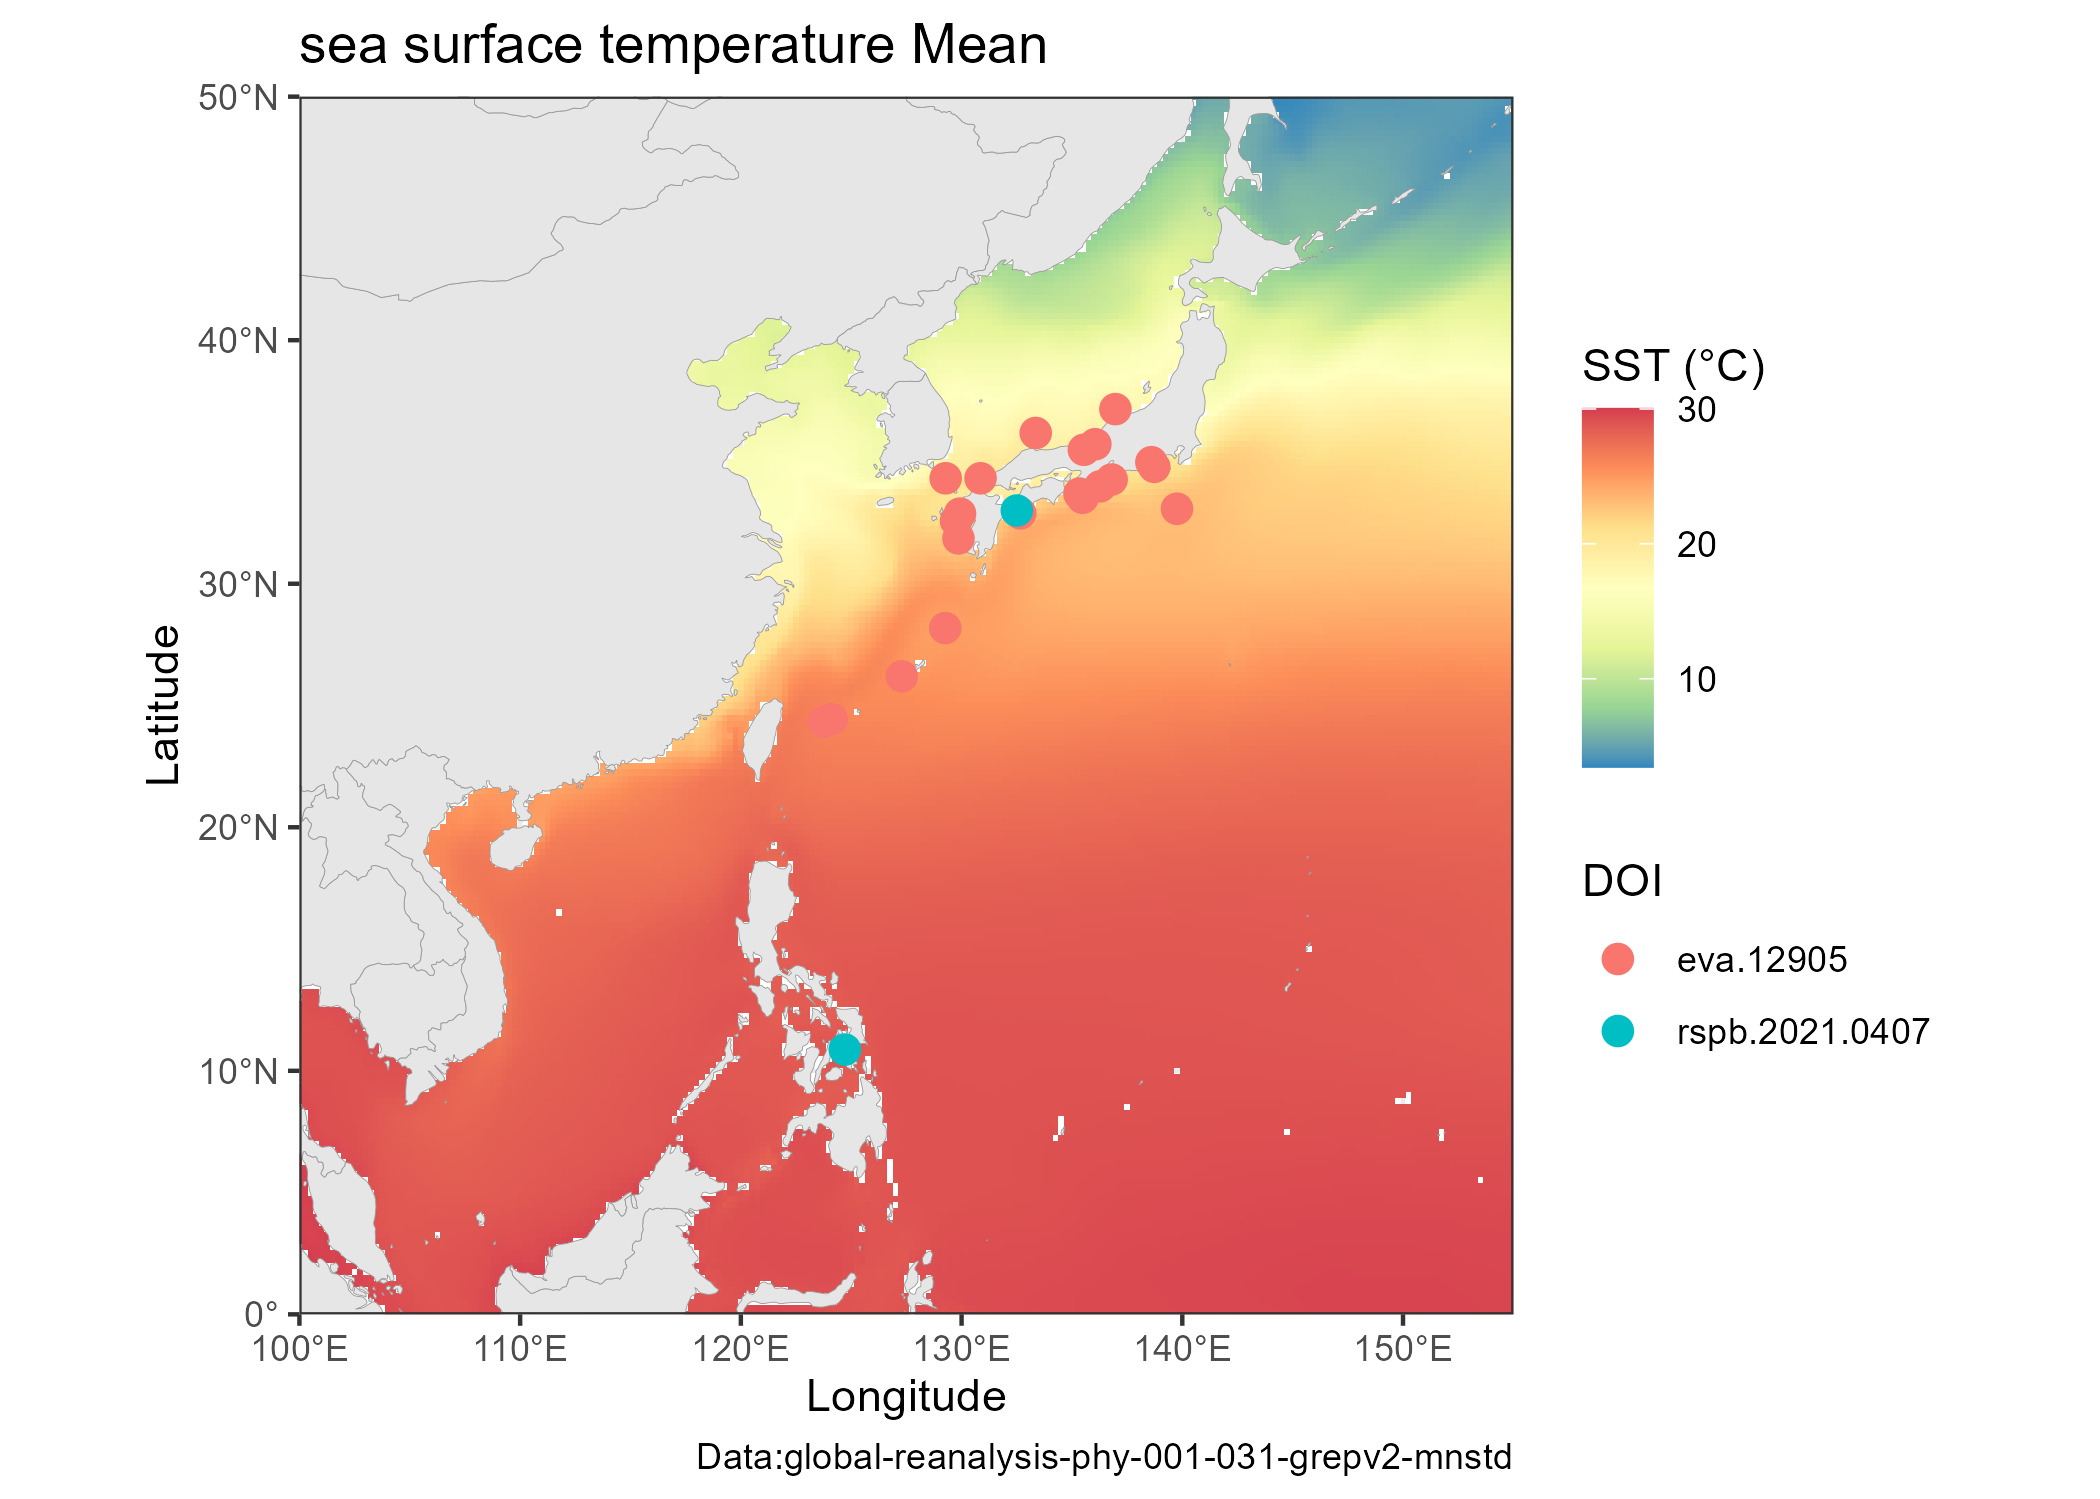 sea surface temperature Mean
50°N
40°N
30°N
20°N
10°N
0°
Latitude
100°E
110°E
120°E
130°E
140°E
150°E
Longitude
SST (°C)
30
20
10
DOI
eva.12905
rspb.2021.0407
Data:global-reanalysis-phy-001-031-grepv2-mnstd